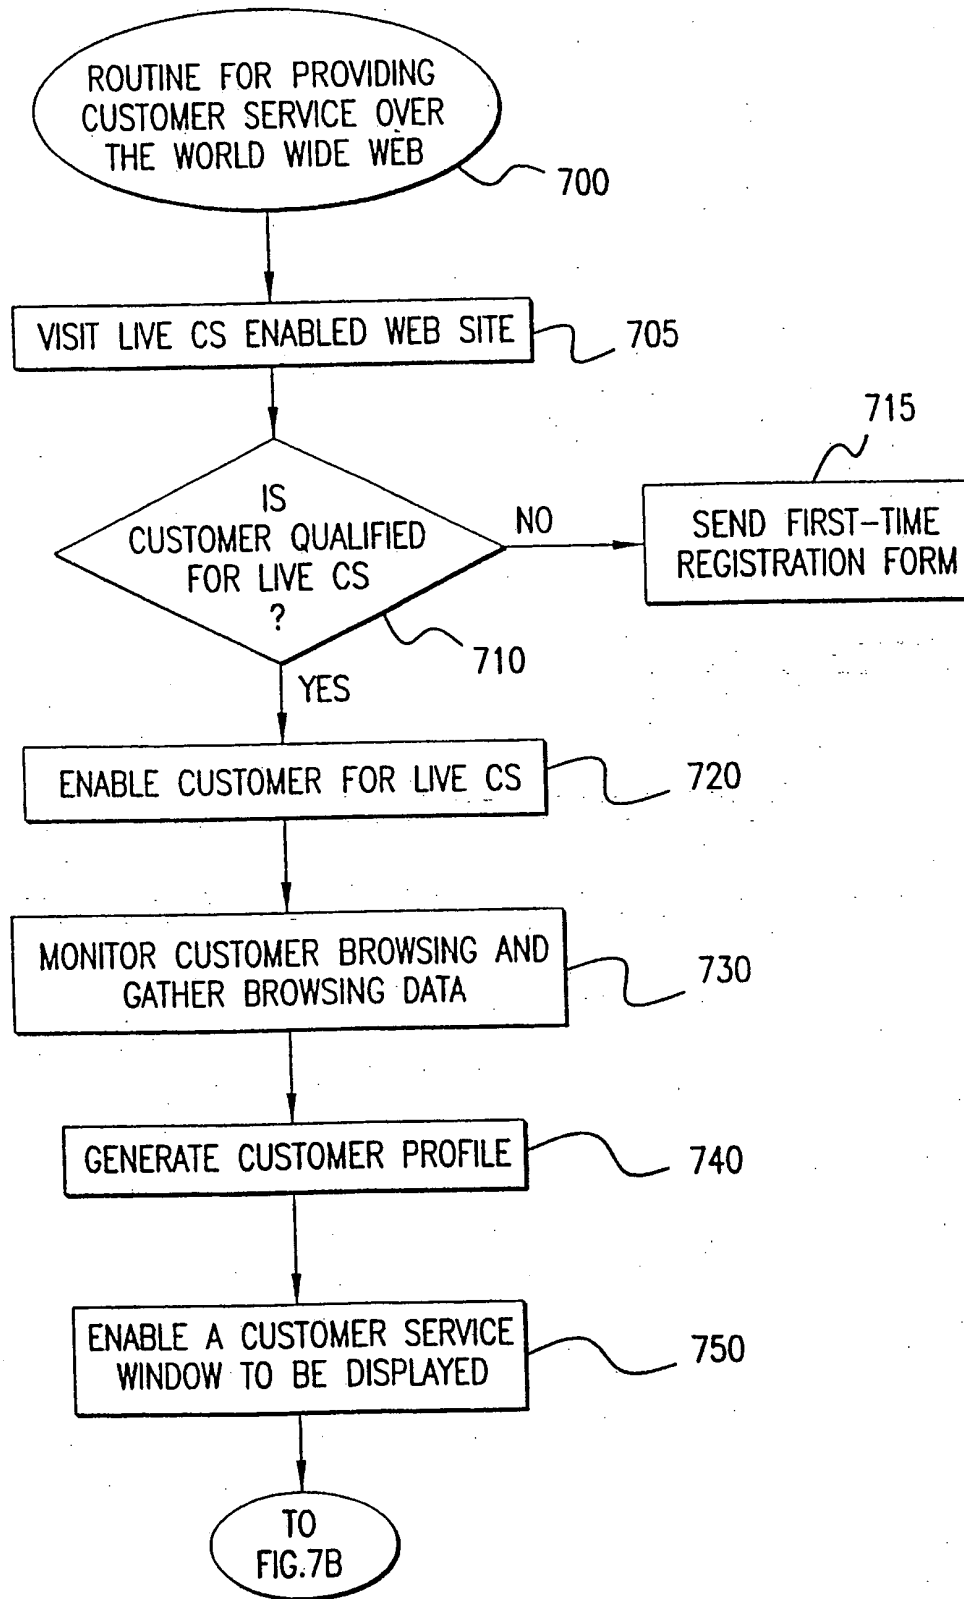 ROUTINE FOR PROVIDING
CUSTOMER SERVICE OVER
THE WORLD WIDE WEB
700
VISIT LIVE CS ENABLED WEB SITE
705
715
IS
CUSTOMER QUALIFIED
FOR LIVE CS
?
NO
SEND FIRST-TIME
REGISTRATION FORM
710
YES
ENABLE CUSTOMER FOR LIVE CS
720
MONITOR CUSTOMER BROWSING AND
GATHER BROWSING DATA
730
GENERATE CUSTOMER PROFILE
740
ENABLE A CUSTOMER SERVICE
WINDOW TO BE DISPLAYED
750
TO
FIG.7B